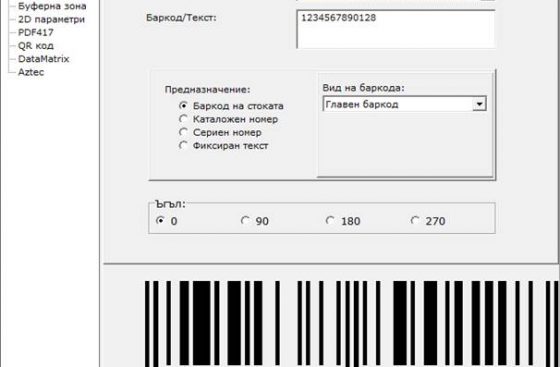 Буферна зона
2D параметри
PDF417
QR код
DataMatrix
Aztec
Баркод/Текст:
1234567890128
Предназначение:
Баркод на стоката
Каталожен номер
Сериен номер
Фиксиран текст
Вид на баркода:
Главен баркод
Ъгъл:
0 90 180 270